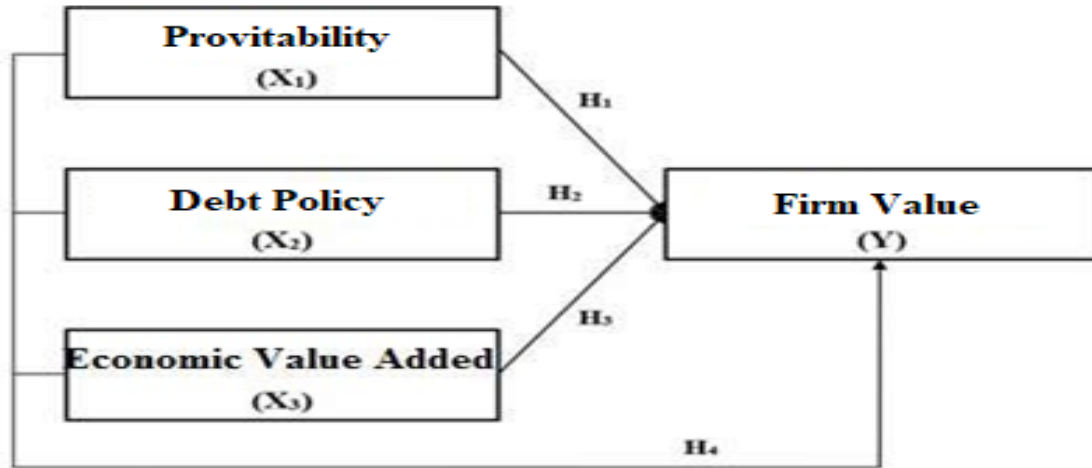 Provitability
(X₁)
H₁
Debt Policy
(X₂)
H₂
Firm Value
(Y)
H₃
Economic Value Added
(X₃)
H₄